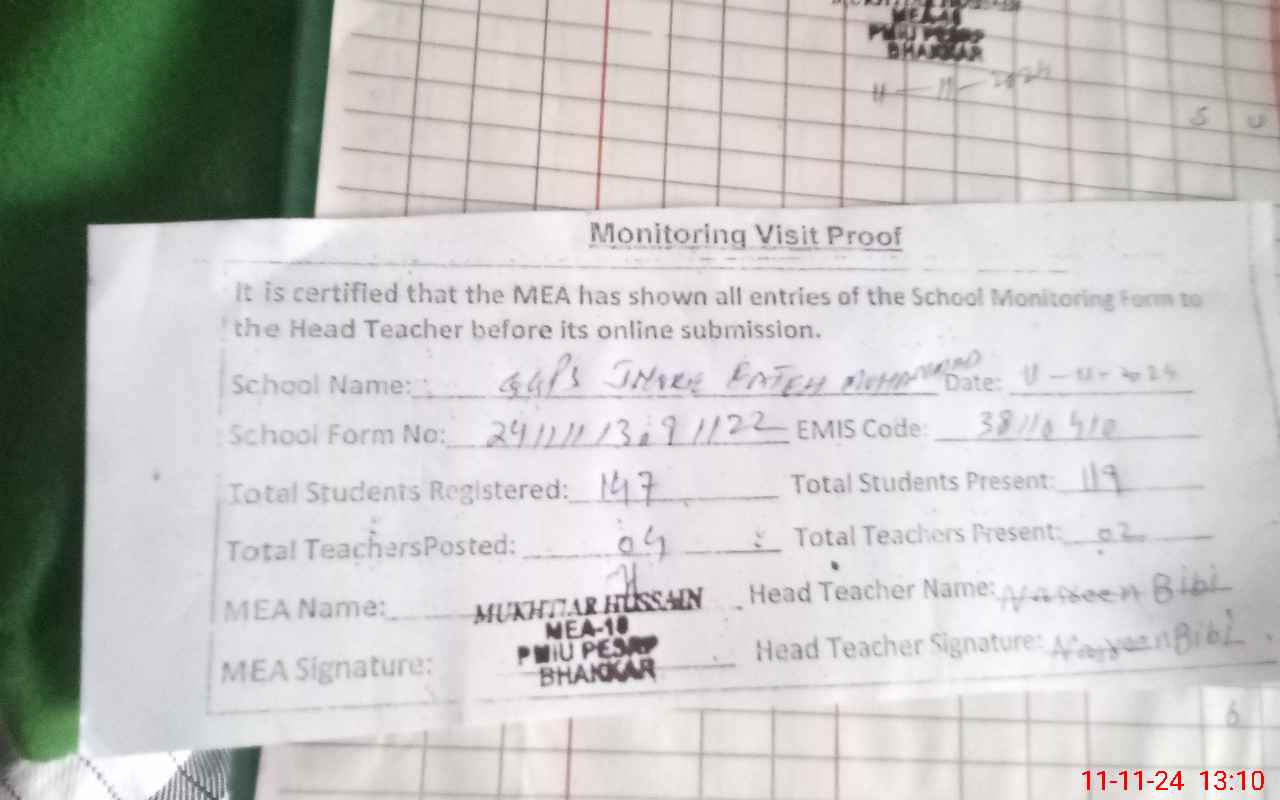 MEA-18
PMIU PESRP
BHAKKAR
11-11-2024
5
Monitoring Visit Proof
It is certified that the MEA has shown all entries of the School Monitoring Form to
the Head Teacher before its online submission.
School Name: GGPS FATEH MUHAMMAD Date: 11-11-2024
School Form No: EMIS Code: 38110410
Total Students Registered: 147 Total Students Present: 119
Total TeachersPosted: 04 Total Teachers Present: 02
MEA Name: MUKHTIAR HUSSAIN Head Teacher Name: Nasreen Bibi
MEA-18
PMIU PESRP
MEA Signature: BHAKKAR Head Teacher Signature: Nasreen Bibi
6
11-11-24 13:10